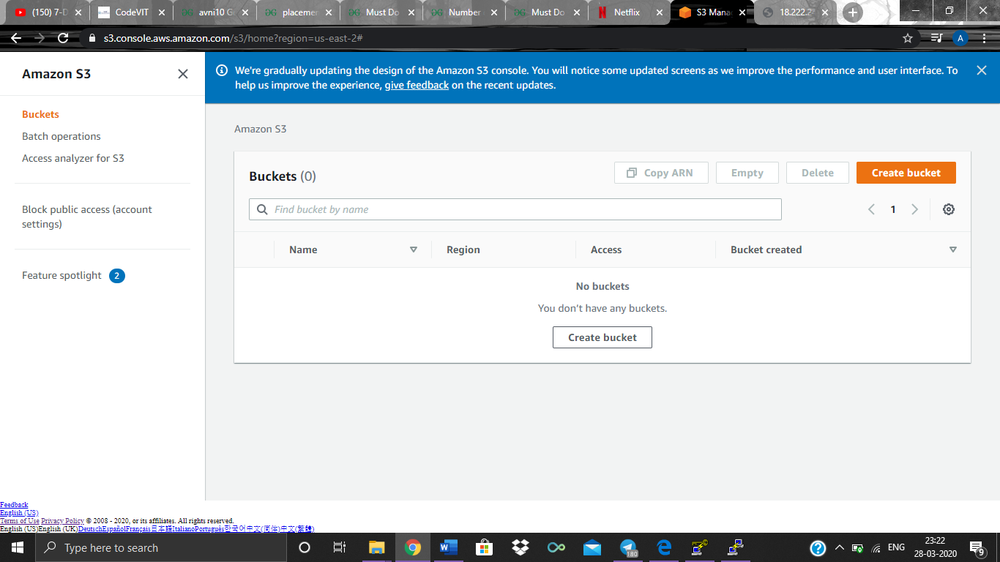 (150) 7-D
CodeVIT
avni10 G
placemer
Must Do
Number
Must Do
Netflix
S3 Mana
18.222.2
s3.console.aws.amazon.com/s3/home?region=us-east-2#
A
Amazon S3
Buckets
Batch operations
Access analyzer for S3
Block public access (account
settings)
Feature spotlight 2
We're gradually updating the design of the Amazon S3 console. You will notice some updated screens as we improve the performance and user interface. To
help us improve the experience, give feedback on the recent updates.
Amazon S3
Buckets (0)
Copy ARN
Empty
Delete
Create bucket
Find bucket by name
1
Name
Region
Access
Bucket created
No buckets
You don't have any buckets.
Create bucket
Feedback
English (US)
Terms of Use Privacy Policy © 2008 - 2020, or its affiliates. All rights reserved.
English (US)English (UK)DeutschEspañolFrançais日本語ItalianoPortuguês한국어中文(简体)中文(繁體)
Type here to search
W
180
ENG
23:22
28-03-2020
9